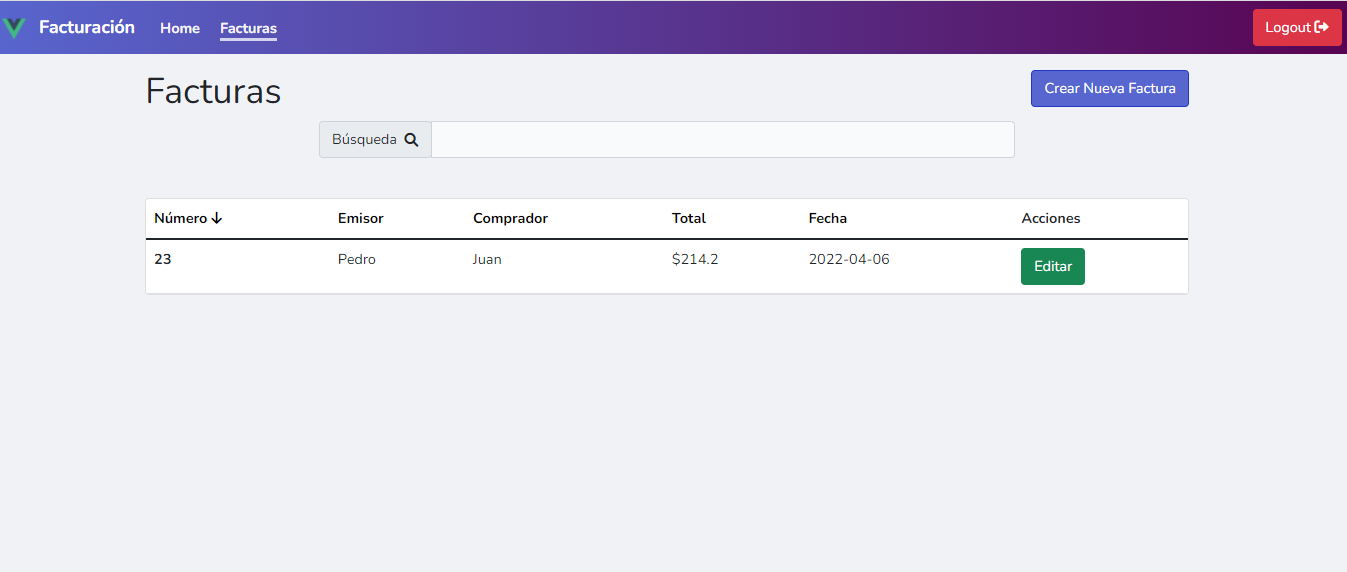 Facturación Home Facturas Logout
Facturas
Crear Nueva Factura
Búsqueda
Número Emisor Comprador Total Fecha Acciones
23 Pedro Juan $214.2 2022-04-06 Editar